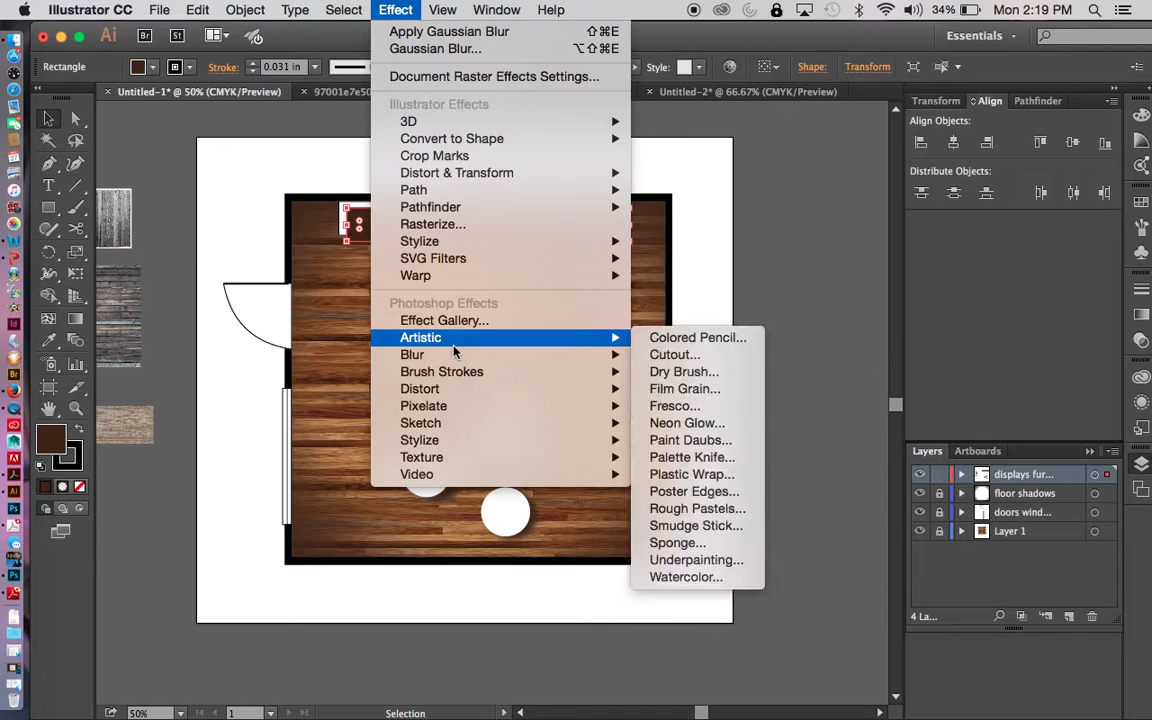 Illustrator CC File Edit Object Type Select Effect View Window Help 34% Mon 2:19 PM
Ai Br St Essentials
Rectangle Stroke: 0.031 in Style: Shape: Transform
Untitled-1* @ 50% (CMYK/Preview) 97001e7e50 Untitled-2* @ 66.67% (CMYK/Preview)
Apply Gaussian Blur ⇧⌘E
Gaussian Blur... ⌥⇧⌘E
Document Raster Effects Settings...
Illustrator Effects
3D
Convert to Shape
Crop Marks
Distort & Transform
Path
Pathfinder
Rasterize...
Stylize
SVG Filters
Warp
Photoshop Effects
Effect Gallery...
Artistic
Blur
Brush Strokes
Distort
Pixelate
Sketch
Stylize
Texture
Video
Colored Pencil...
Cutout...
Dry Brush...
Film Grain...
Fresco...
Neon Glow...
Paint Daubs...
Palette Knife...
Plastic Wrap...
Poster Edges...
Rough Pastels...
Smudge Stick...
Sponge...
Underpainting...
Watercolor...
Transform Align Pathfinder
Align Objects:
Distribute Objects:
Layers Artboards
displays fur...
floor shadows
doors wind...
Layer 1
4 La...
50% 1 Selection